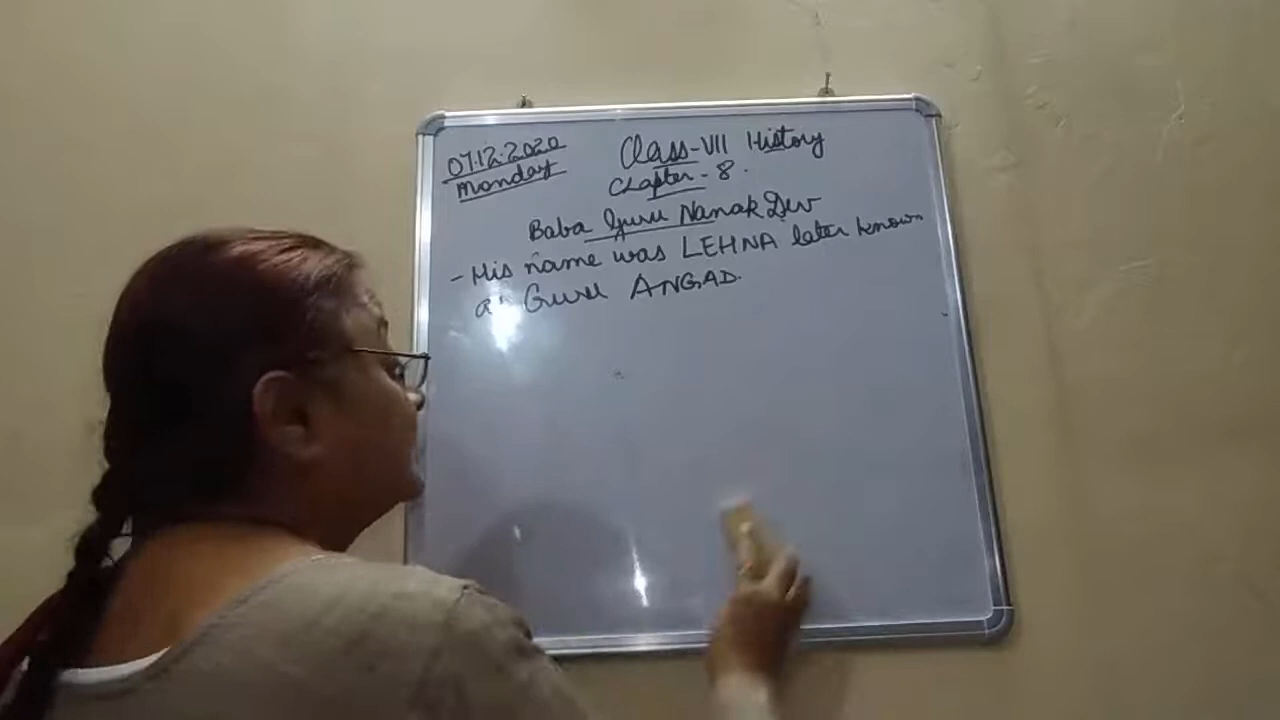 07.12.2020
Monday
Class-VII History
Chapter-8.
Baba Guru Nanak Dev
- His name was LEHNA later known
as Guru ANGAD.